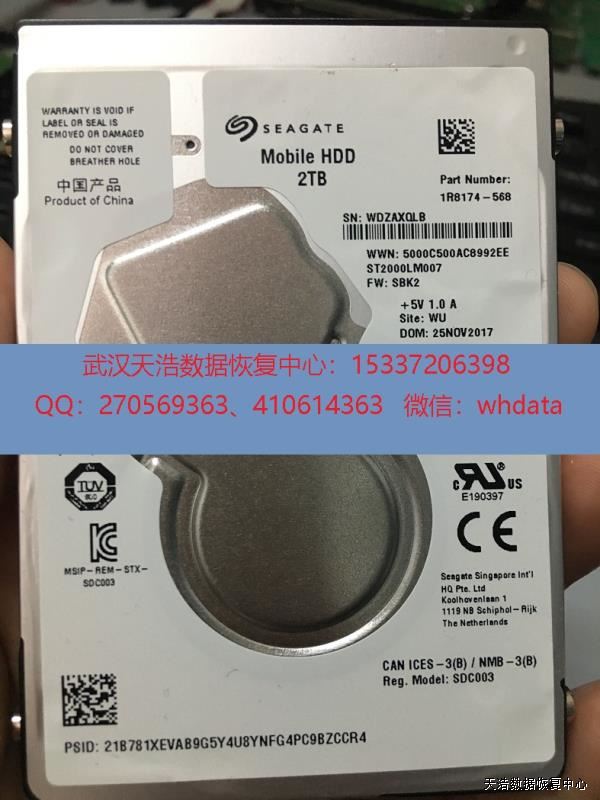 WARRANTY IS VOID IF
LABEL OR SEAL IS
REMOVED OR DAMAGED
DO NOT COVER
BREATHER HOLE
中国产品
Product of China
SEAGATE
Mobile HDD
2TB
Part Number:
1R8174-568
SN: WDZAXQLB
WWN: 5000C500AC8992EE
ST2000LM007
FW: SBK2
+5V 1.0 A
Site: WU
DOM: 25NOV2017
武汉天浩数据恢复中心：15337206398
QQ：270569363、410614363 微信：whdata
TUV
SUD
MSIP-REM-STX-
SDC003
c RU US
E190397
CE
Seagate Singapore Int'l
HQ Pte. Ltd
Koolhovenlaan 1
1119 NB Schiphol-Rijk
The Netherlands
CAN ICES-3(B) / NMB-3(B)
Reg. Model: SDC003
PSID: 21B781XEVAB9G5Y4U8YNFG4PC9BZCCR4
天浩数据恢复中心